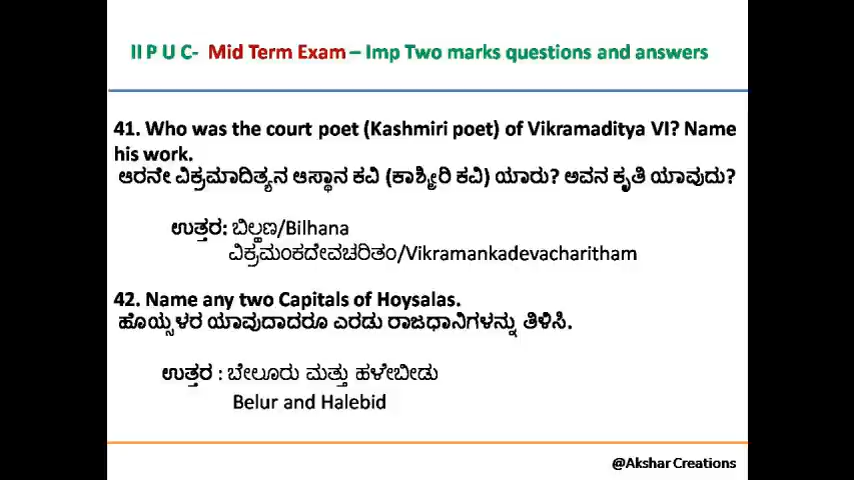 II P U C- Mid Term Exam – Imp Two marks questions and answers
41. Who was the court poet (Kashmiri poet) of Vikramaditya VI? Name
his work.
ಆರನೇ ವಿಕ್ರಮಾದಿತ್ಯನ ಆಸ್ಥಾನ ಕವಿ (ಕಾಶ್ಮೀರಿ ಕವಿ) ಯಾರು? ಅವನ ಕೃತಿ ಯಾವುದು?
ಉತ್ತರ: ಬಿಲ್ಹಣ/Bilhana
ವಿಕ್ರಮಂಕದೇವಚರಿತಂ/Vikramankadevacharitham
42. Name any two Capitals of Hoysalas.
ಹೊಯ್ಸಳರ ಯಾವುದಾದರೂ ಎರಡು ರಾಜಧಾನಿಗಳನ್ನು ತಿಳಿಸಿ.
ಉತ್ತರ : ಬೇಲೂರು ಮತ್ತು ಹಳೇಬೀಡು
Belur and Halebid
@Akshar Creations